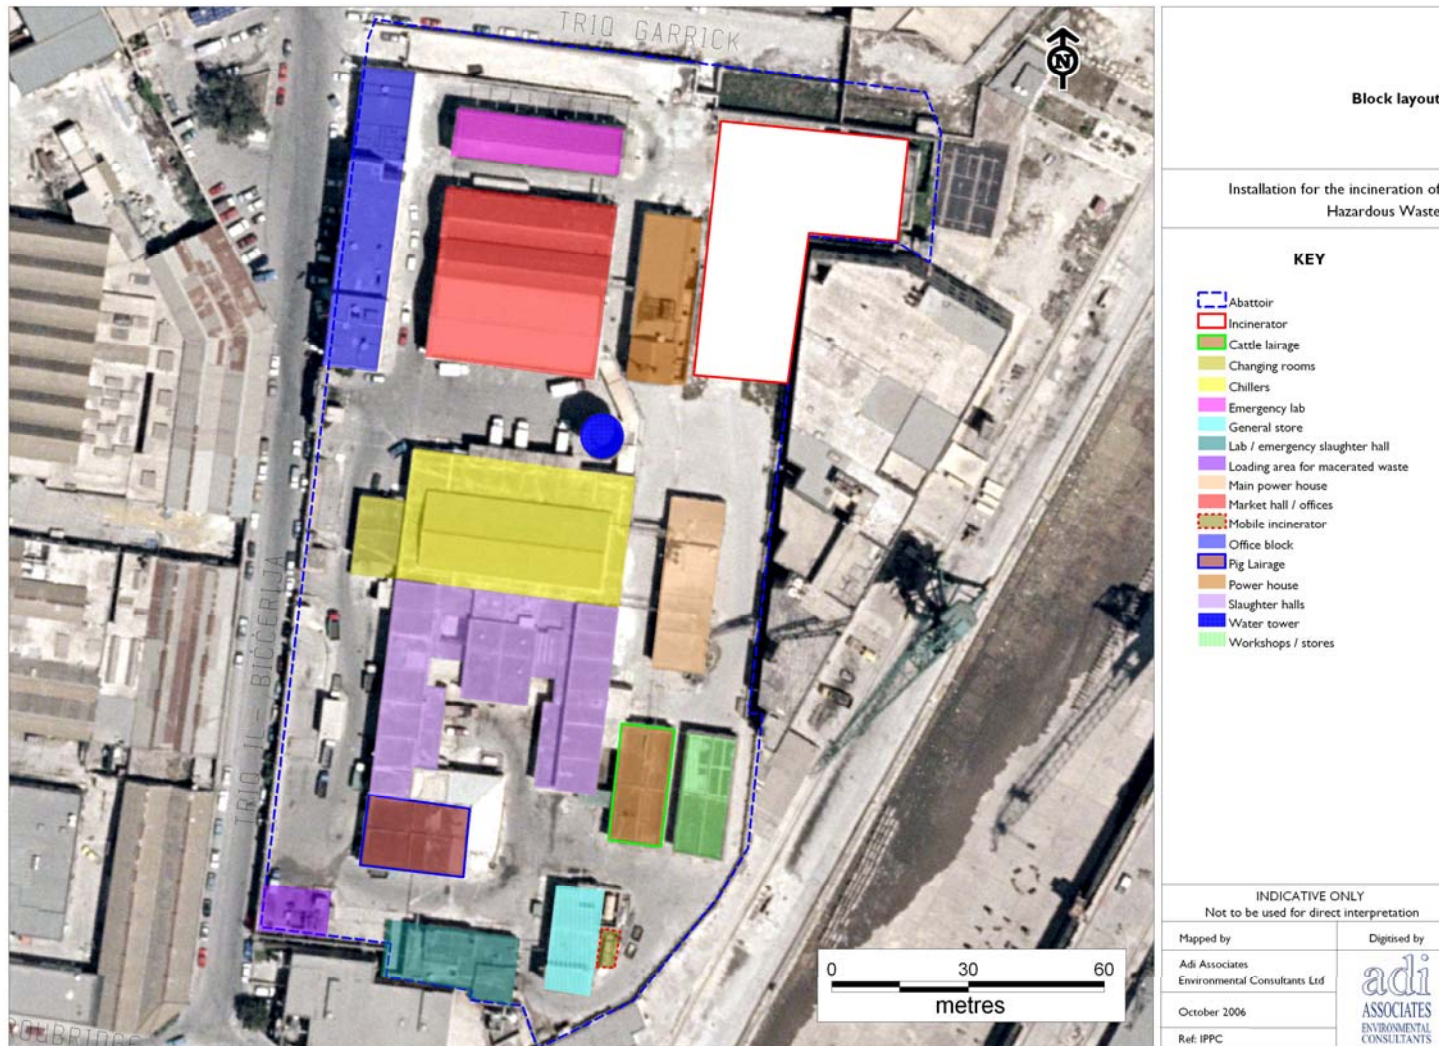 TRIQ GARRICK
N
TRIQ IL-BIĊĊERIJA
0 30 60
metres
Block layout
Installation for the incineration of
Hazardous Waste
KEY
Abattoir
Incinerator
Cattle lairage
Changing rooms
Chillers
Emergency lab
General store
Lab / emergency slaughter hall
Loading area for macerated waste
Main power house
Market hall / offices
Mobile incinerator
Office block
Pig Lairage
Power house
Slaughter halls
Water tower
Workshops / stores
INDICATIVE ONLY
Not to be used for direct interpretation
Mapped by
Adi Associates
Environmental Consultants Ltd
October 2006
Ref: IPPC
Digitised by
adi
ASSOCIATES
ENVIRONMENTAL
CONSULTANTS